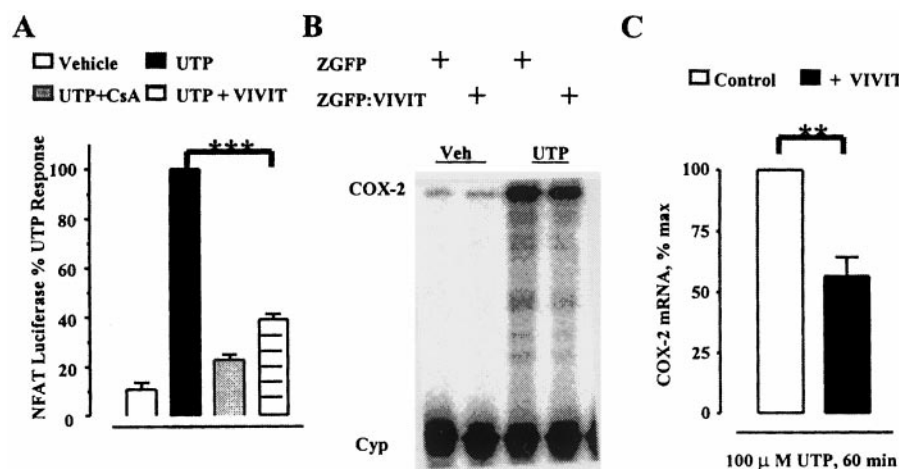 A
Vehicle UTP
UTP+CsA UTP + VIVIT
***
NFAT Luciferase % UTP Response
100
80
60
40
20
0
B
ZGFP + +
ZGFP:VIVIT + +
Veh UTP
COX-2
Cyp
C
Control + VIVIT
**
COX-2 mRNA, % max
100
75
50
25
0
100 μ M UTP, 60 min